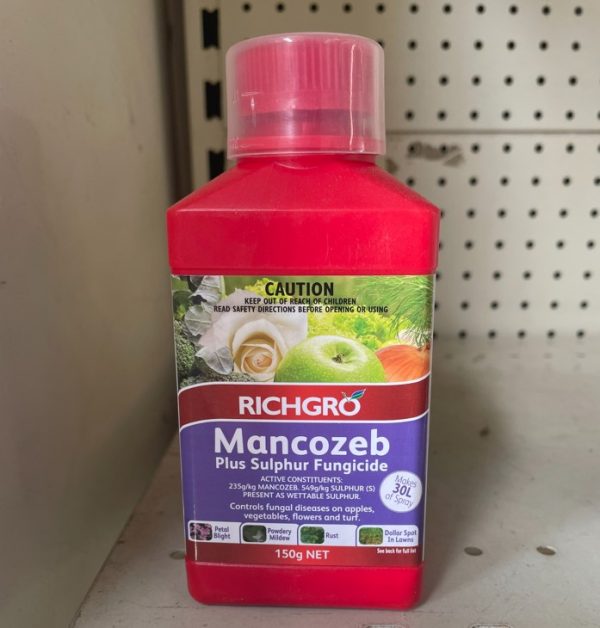 CAUTION
KEEP OUT OF REACH OF CHILDREN
READ SAFETY DIRECTIONS BEFORE OPENING OR USING
RICHGRO
Mancozeb
Plus Sulphur Fungicide
ACTIVE CONSTITUENTS:
235g/kg MANCOZEB. 549g/kg SULPHUR (S)
PRESENT AS WETTABLE SULPHUR.
Controls fungal diseases on apples,
vegetables, flowers and turf.
Makes
30L
of Spray
Petal
Blight
Powdery
Mildew
Rust
Dollar Spot
In Lawns
150g NET
See back for full list